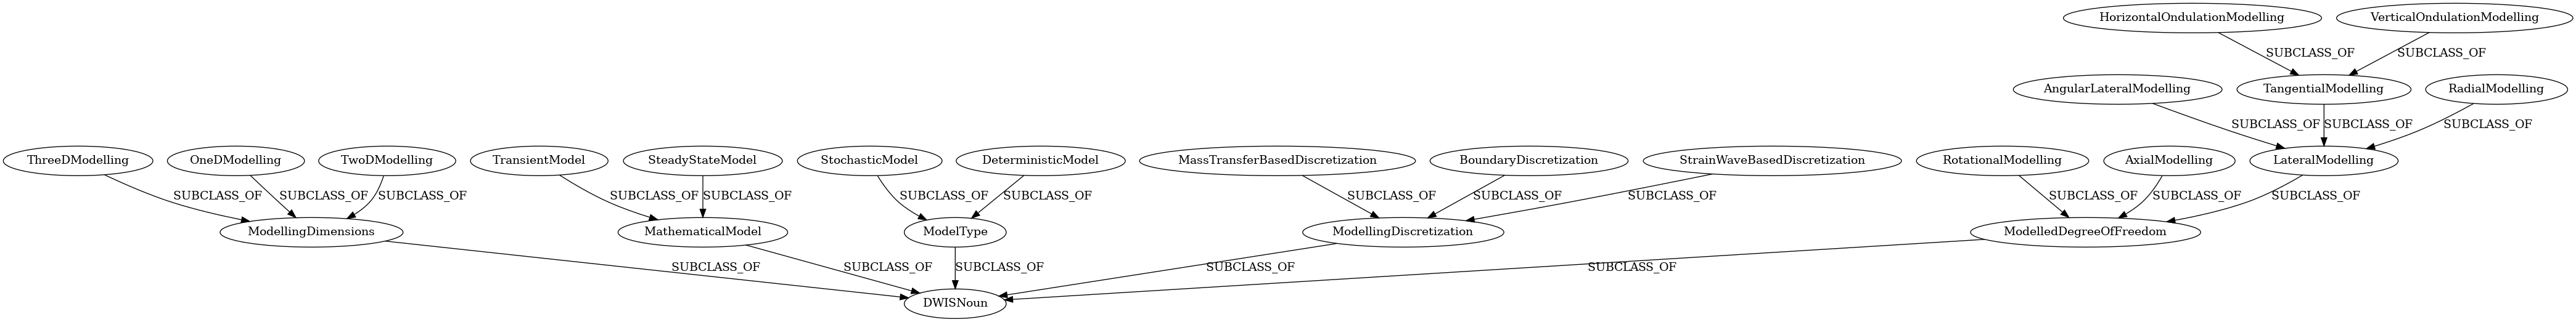 HorizontalOndulationModelling
VerticalOndulationModelling
SUBCLASS_OF
SUBCLASS_OF
AngularLateralModelling
TangentialModelling
RadialModelling
SUBCLASS_OF
SUBCLASS_OF
SUBCLASS_OF
ThreeDModelling
OneDModelling
TwoDModelling
TransientModel
SteadyStateModel
StochasticModel
DeterministicModel
MassTransferBasedDiscretization
BoundaryDiscretization
StrainWaveBasedDiscretization
RotationalModelling
AxialModelling
LateralModelling
SUBCLASS_OF
SUBCLASS_OF
SUBCLASS_OF
SUBCLASS_OF
SUBCLASS_OF
SUBCLASS_OF
SUBCLASS_OF
SUBCLASS_OF
SUBCLASS_OF
SUBCLASS_OF
SUBCLASS_OF
SUBCLASS_OF
SUBCLASS_OF
ModellingDimensions
MathematicalModel
ModelType
ModellingDiscretization
ModelledDegreeOfFreedom
SUBCLASS_OF
SUBCLASS_OF
SUBCLASS_OF
SUBCLASS_OF
SUBCLASS_OF
DWISNoun